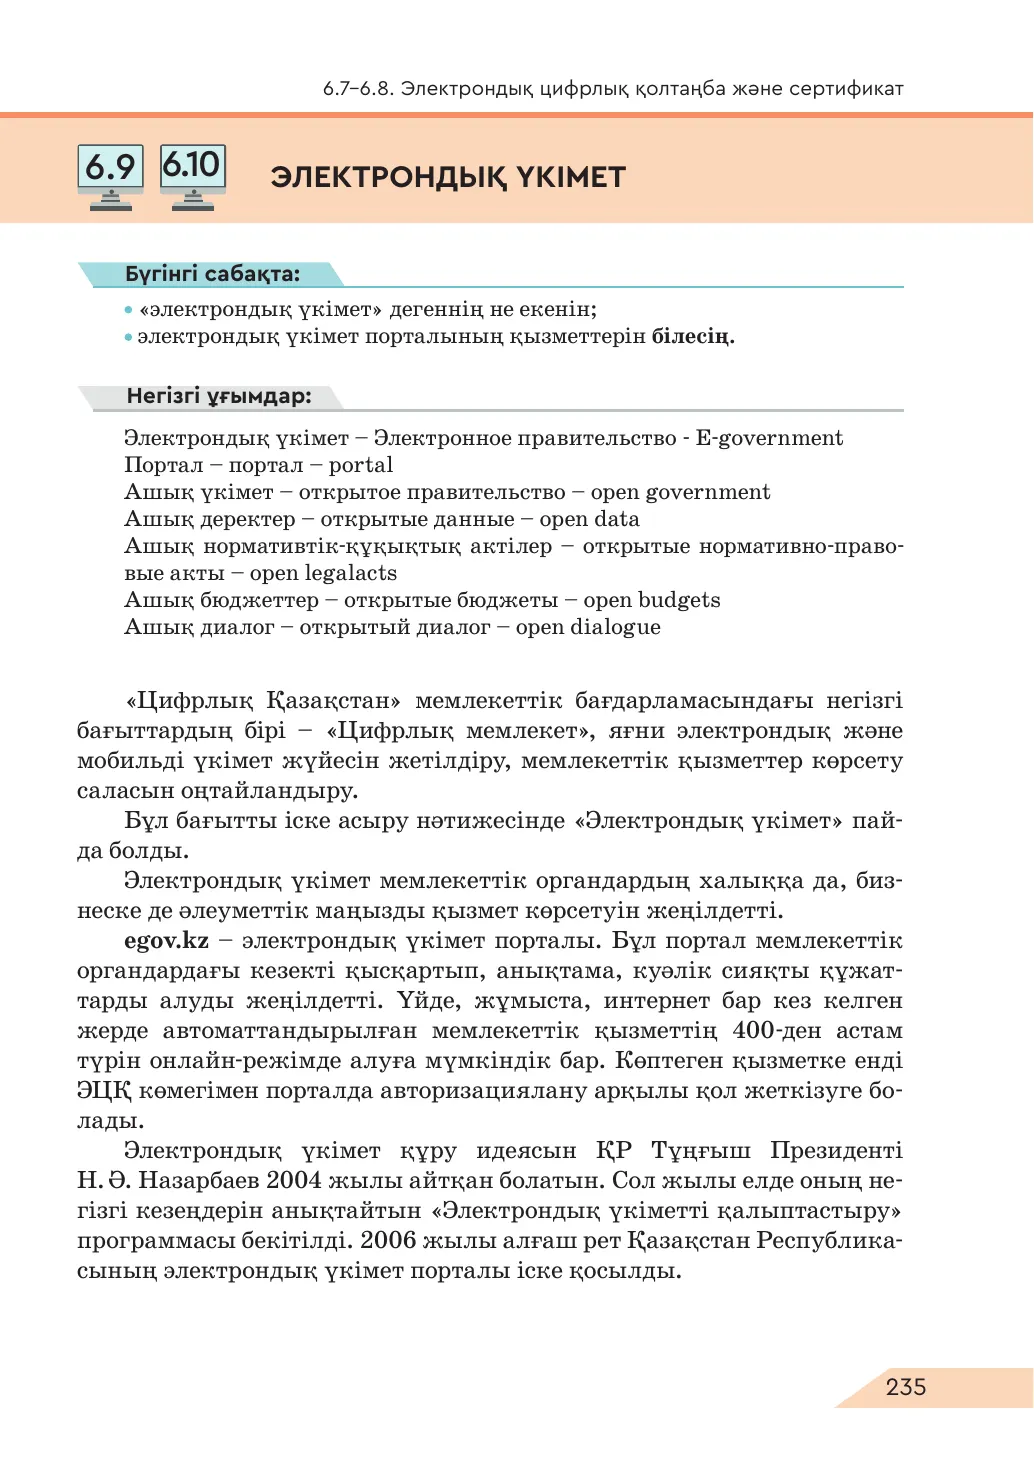 6.7–6.8. Электрондық цифрлық қолтаңба және сертификат
6.9 6.10 ЭЛЕКТРОНДЫҚ ҮКІМЕТ
Бүгінгі сабақта:
• «электрондық үкімет» дегеннің не екенін;
• электрондық үкімет порталының қызметтерін білесің.
Негізгі ұғымдар:
Электрондық үкімет – Электронное правительство - E-government
Портал – портал – portal
Ашық үкімет – открытое правительство – open government
Ашық деректер – открытые данные – open data
Ашық нормативтік-құқықтық актілер – открытые нормативно-право-
вые акты – open legalacts
Ашық бюджеттер – открытые бюджеты – open budgets
Ашық диалог – открытый диалог – open dialogue
«Цифрлық Қазақстан» мемлекеттік бағдарламасындағы негізгі
бағыттардың бірі – «Цифрлық мемлекет», яғни электрондық және
мобильді үкімет жүйесін жетілдіру, мемлекеттік қызметтер көрсету
саласын оңтайландыру.
Бұл бағытты іске асыру нәтижесінде «Электрондық үкімет» пай-
да болды.
Электрондық үкімет мемлекеттік органдардың халыққа да, биз-
неске де әлеуметтік маңызды қызмет көрсетуін жеңілдетті.
egov.kz – электрондық үкімет порталы. Бұл портал мемлекеттік
органдардағы кезекті қысқартып, анықтама, куәлік сияқты құжат-
тарды алуды жеңілдетті. Үйде, жұмыста, интернет бар кез келген
жерде автоматтандырылған мемлекеттік қызметтің 400-ден астам
түрін онлайн-режімде алуға мүмкіндік бар. Көптеген қызметке енді
ЭЦҚ көмегімен порталда авторизациялану арқылы қол жеткізуге бо-
лады.
Электрондық үкімет құру идеясын ҚР Тұңғыш Президенті
Н. Ә. Назарбаев 2004 жылы айтқан болатын. Сол жылы елде оның не-
гізгі кезеңдерін анықтайтын «Электрондық үкіметті қалыптастыру»
программасы бекітілді. 2006 жылы алғаш рет Қазақстан Республика-
сының электрондық үкімет порталы іске қосылды.
235